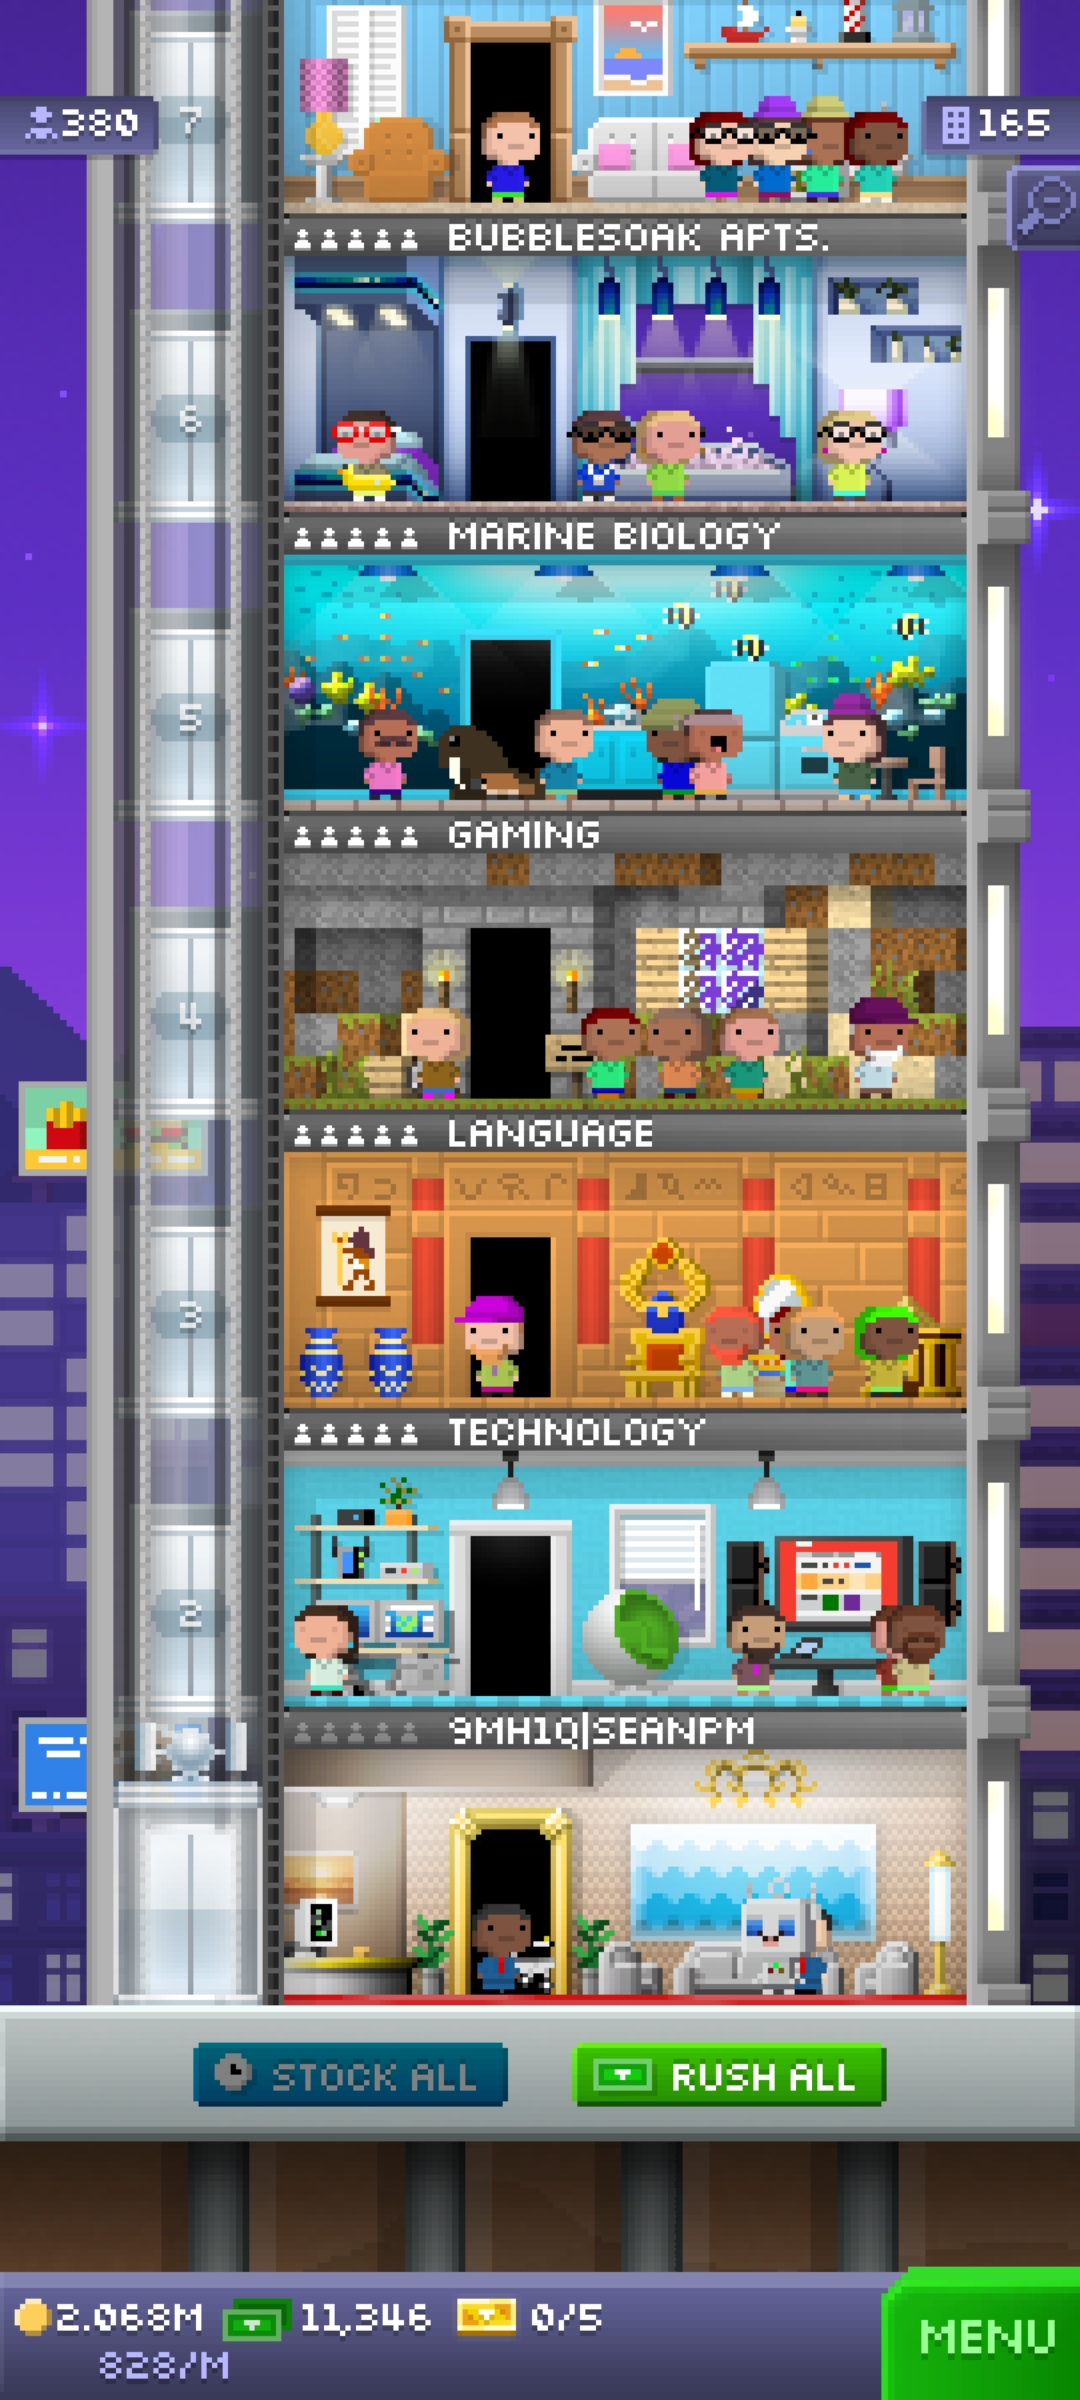 7
380
165
BUBBLESOAK APTS.
6
MARINE BIOLOGY
5
GAMING
4
LANGUAGE
3
TECHNOLOGY
2
9MH1Q|SEANPM
STOCK ALL
RUSH ALL
2.068M
11,346
0/5
828/M
MENU